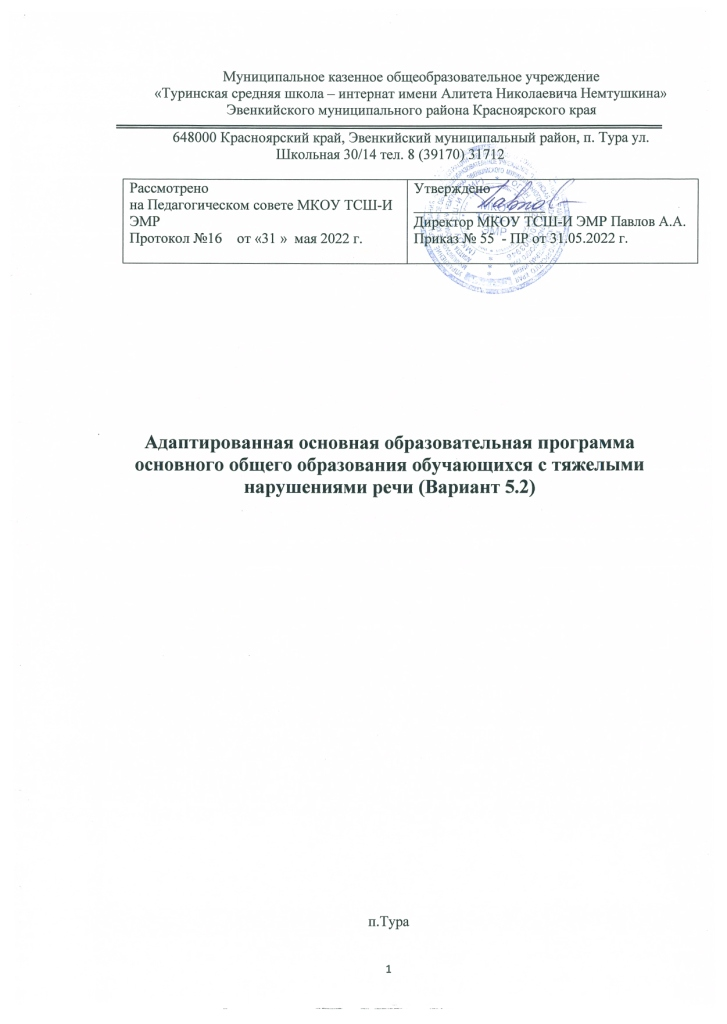 Муниципальное казенное общеобразовательное учреждение
«Туринская средняя школа – интернат имени Алитета Николаевича Немтушкина»
Эвенкийского муниципального района Красноярского края
648000 Красноярский край, Эвенкийский муниципальный район, п. Тура ул.
Школьная 30/14 тел. 8 (39170) 31712
Рассмотрено
на Педагогическом совете МКОУ ТСШ-И
ЭМР
Протокол №16 от «31 » мая 2022 г.
Утверждено
Директор МКОУ ТСШ-И ЭМР Павлов А.А.
Приказ № 55 - ПР от 31.05.2022 г.
Адаптированная основная образовательная программа
основного общего образования обучающихся с тяжелыми
нарушениями речи (Вариант 5.2)
п.Тура
1